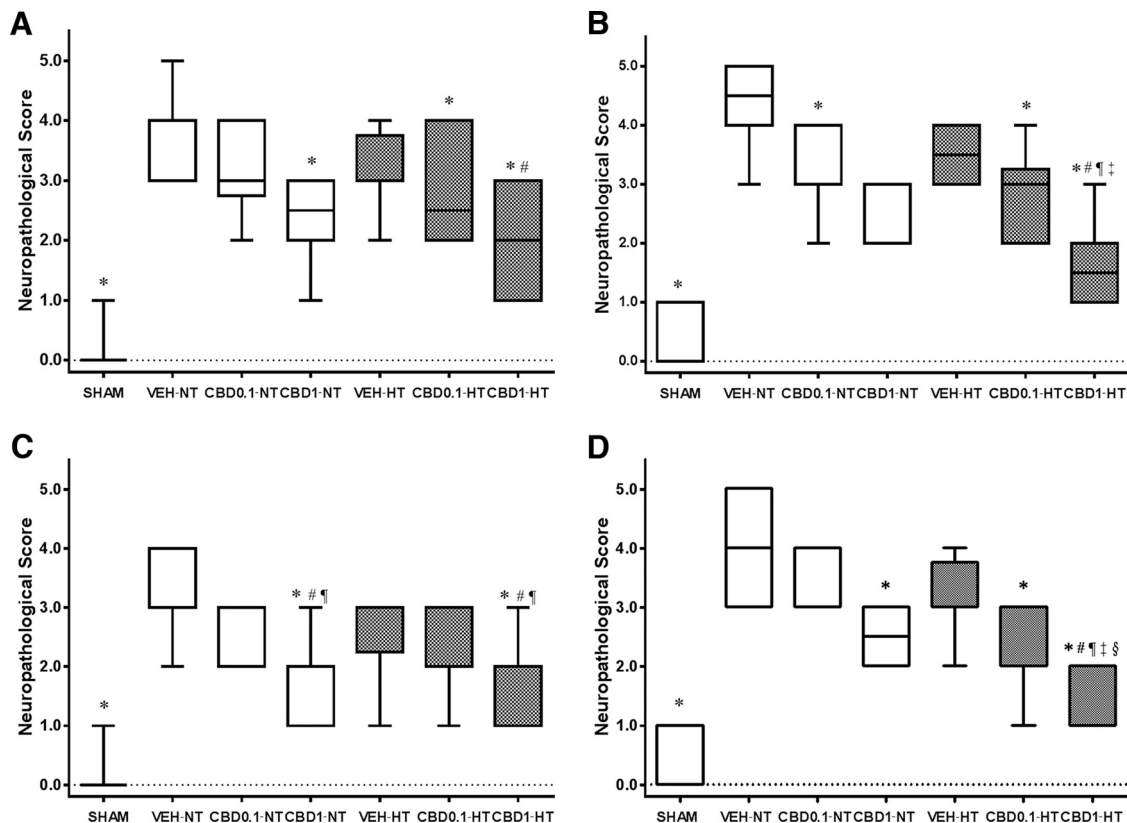 A
Neuropathological Score
5.0
4.0
3.0
2.0
1.0
0.0
*
*
*
* #
SHAM VEH-NT CBD0.1-NT CBD1-NT VEH-HT CBD0.1-HT CBD1-HT
B
Neuropathological Score
5.0
4.0
3.0
2.0
1.0
0.0
*
*
*
* # ¶ ‡
SHAM VEH-NT CBD0.1-NT CBD1-NT VEH-HT CBD0.1-HT CBD1-HT
C
Neuropathological Score
5.0
4.0
3.0
2.0
1.0
0.0
*
* # ¶
* # ¶
SHAM VEH-NT CBD0.1-NT CBD1-NT VEH-HT CBD0.1-HT CBD1-HT
D
Neuropathological Score
5.0
4.0
3.0
2.0
1.0
0.0
*
*
*
* # ¶ ‡ §
SHAM VEH-NT CBD0.1-NT CBD1-NT VEH-HT CBD0.1-HT CBD1-HT